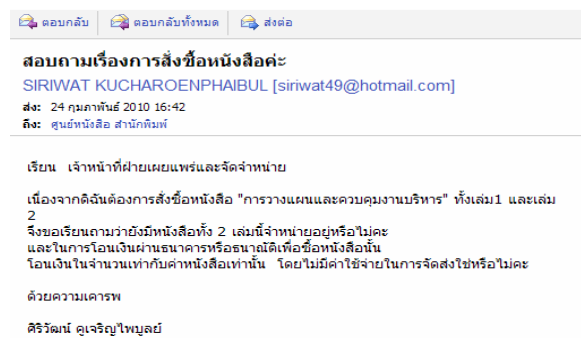 ตอบกลับ ตอบกลับทั้งหมด ส่งต่อ
สอบถามเรื่องการสั่งซื้อหนังสือค่ะ
SIRIWAT KUCHAROENPHAIBUL [siriwat49@hotmail.com]
ส่ง: 24 กุมภาพันธ์ 2010 16:42
ถึง: ศูนย์หนังสือ สำนักพิมพ์
เรียน เจ้าหน้าที่ฝ่ายเผยแพร่และจัดจำหน่าย
เนื่องจากดิฉันต้องการสั่งซื้อหนังสือ "การวางแผนและควบคุมงานบริหาร" ทั้งเล่ม1 และเล่ม
2
จึงขอเรียนถามว่ายังมีหนังสือทั้ง 2 เล่มนี้จำหน่ายอยู่หรือไม่คะ
และในการโอนเงินผ่านธนาคารหรือธนาณัติเพื่อซื้อหนังสือนั้น
โอนเงินในจำนวนเท่ากับค่าหนังสือเท่านั้น โดยไม่มีค่าใช้จ่ายในการจัดส่งใช่หรือไม่คะ
ด้วยความเคารพ
ศิริวัฒน์ คูเจริญไพบูลย์